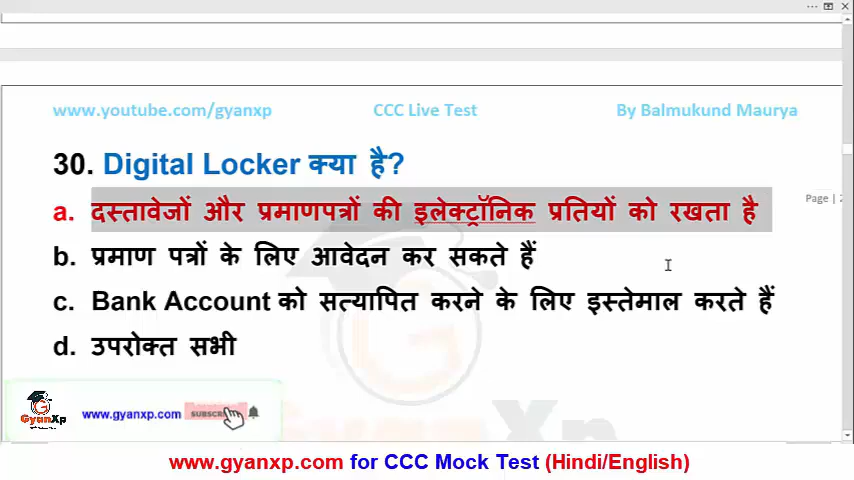 www.youtube.com/gyanxp CCC Live Test By Balmukund Maurya
30. Digital Locker क्या है?
a. दस्तावेजों और प्रमाणपत्रों की इलेक्ट्रॉनिक प्रतियों को रखता है
Page | 2
b. प्रमाण पत्रों के लिए आवेदन कर सकते हैं
c. Bank Account को सत्यापित करने के लिए इस्तेमाल करते हैं
d. उपरोक्त सभी
GyanXp
www.gyanxp.com SUBSCRIBE
GyanXp
www.gyanxp.com for CCC Mock Test (Hindi/English)